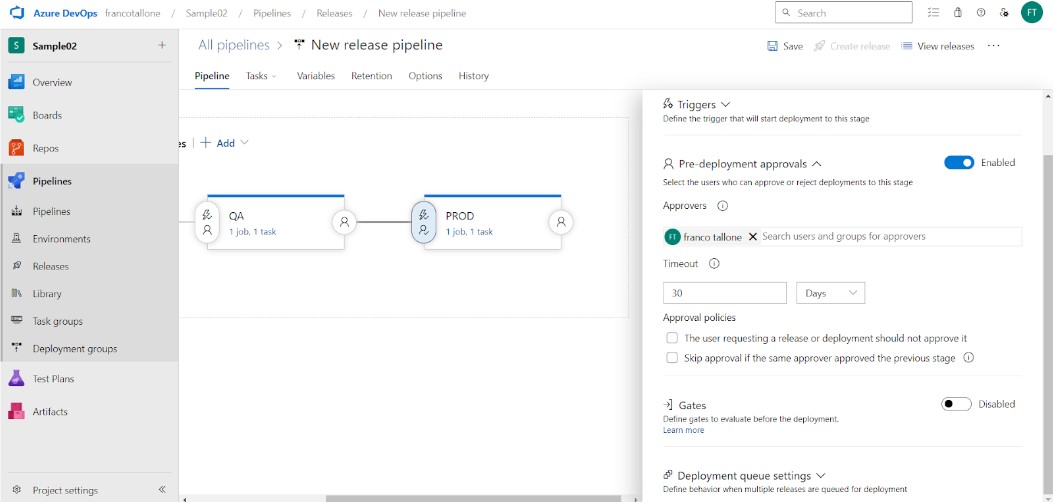 Azure DevOps francotallone / Sample02 / Pipelines / Releases / New release pipeline
Search
FT
S Sample02
Overview
Boards
Repos
Pipelines
Pipelines
Environments
Releases
Library
Task groups
Deployment groups
Test Plans
Artifacts
Project settings
All pipelines > New release pipeline
Save Create release View releases
Pipeline Tasks Variables Retention Options History
es | + Add
QA
1 job, 1 task
PROD
1 job, 1 task
Triggers
Define the trigger that will start deployment to this stage
Pre-deployment approvals
Enabled
Select the users who can approve or reject deployments to this stage
Approvers
FT franco tallone Search users and groups for approvers
Timeout
30 Days
Approval policies
The user requesting a release or deployment should not approve it
Skip approval if the same approver approved the previous stage
Gates
Disabled
Define gates to evaluate before the deployment.
Learn more
Deployment queue settings
Define behavior when multiple releases are queued for deployment